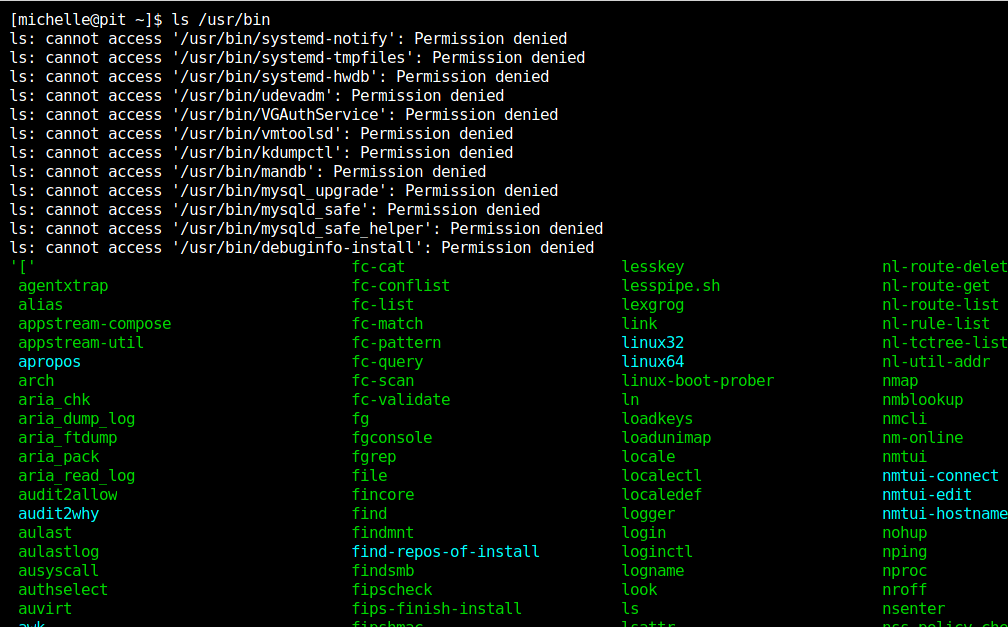 [michelle@pit ~]$ ls /usr/bin
ls: cannot access '/usr/bin/systemd-notify': Permission denied
ls: cannot access '/usr/bin/systemd-tmpfiles': Permission denied
ls: cannot access '/usr/bin/systemd-hwdb': Permission denied
ls: cannot access '/usr/bin/udevadm': Permission denied
ls: cannot access '/usr/bin/VGAuthService': Permission denied
ls: cannot access '/usr/bin/vmtoolsd': Permission denied
ls: cannot access '/usr/bin/kdumpctl': Permission denied
ls: cannot access '/usr/bin/mandb': Permission denied
ls: cannot access '/usr/bin/mysql_upgrade': Permission denied
ls: cannot access '/usr/bin/mysqld_safe': Permission denied
ls: cannot access '/usr/bin/mysqld_safe_helper': Permission denied
ls: cannot access '/usr/bin/debuginfo-install': Permission denied
'[' fc-cat lesskey nl-route-delet
agentxtrap fc-conflist lesspipe.sh nl-route-get
alias fc-list lexgrog nl-route-list
appstream-compose fc-match link nl-rule-list
appstream-util fc-pattern linux32 nl-tctree-list
apropos fc-query linux64 nl-util-addr
arch fc-scan linux-boot-prober nmap
aria_chk fc-validate ln nmblookup
aria_dump_log fg loadkeys nmcli
aria_ftdump fgconsole loadunimap nm-online
aria_pack fgrep locale nmtui
aria_read_log file localectl nmtui-connect
audit2allow fincore localedef nmtui-edit
audit2why find logger nmtui-hostname
aulast findmnt login nohup
aulastlog find-repos-of-install loginctl nping
ausyscall findsmb logname nproc
authselect fipscheck look nroff
auvirt fips-finish-install ls nsenter
awk fipshmac lsattr